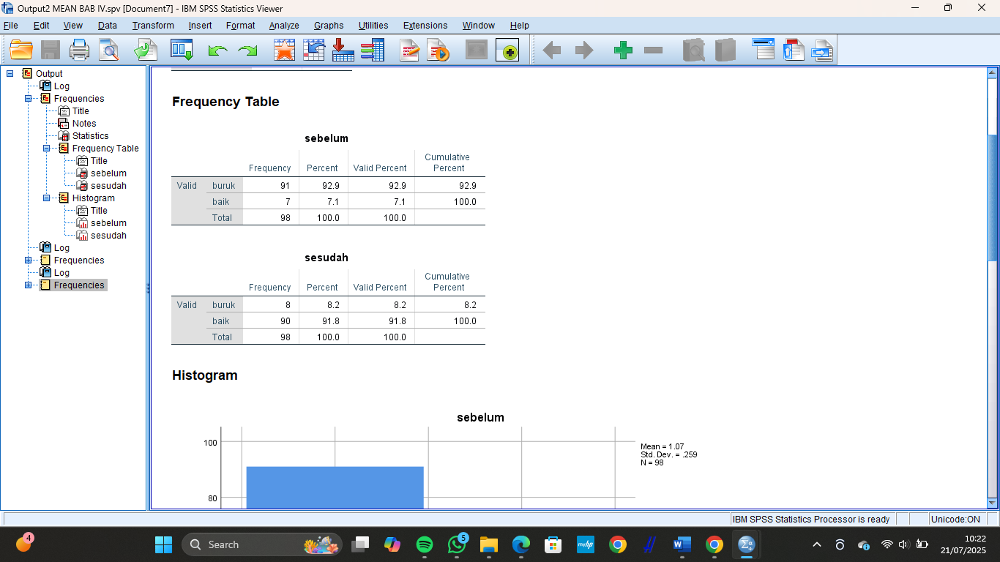 Output2 MEAN BAB IV.spv [Document7] - IBM SPSS Statistics Viewer
File Edit View Data Transform Insert Format Analyze Graphs Utilities Extensions Window Help
Output
Log
Frequencies
Title
Notes
Statistics
Frequency Table
Title
sebelum
sesudah
Histogram
Title
sebelum
sesudah
Log
Frequencies
Log
Frequencies
Frequency Table
sebelum
Frequency Percent Valid Percent Cumulative Percent
Valid buruk 91 92.9 92.9 92.9
baik 7 7.1 7.1 100.0
Total 98 100.0 100.0
sesudah
Frequency Percent Valid Percent Cumulative Percent
Valid buruk 8 8.2 8.2 8.2
baik 90 91.8 91.8 100.0
Total 98 100.0 100.0
Histogram
sebelum
100
80
Mean = 1.07
Std. Dev. = .259
N = 98
IBM SPSS Statistics Processor is ready Unicode:ON
4
Search
5
myhp
10:22
21/07/2025